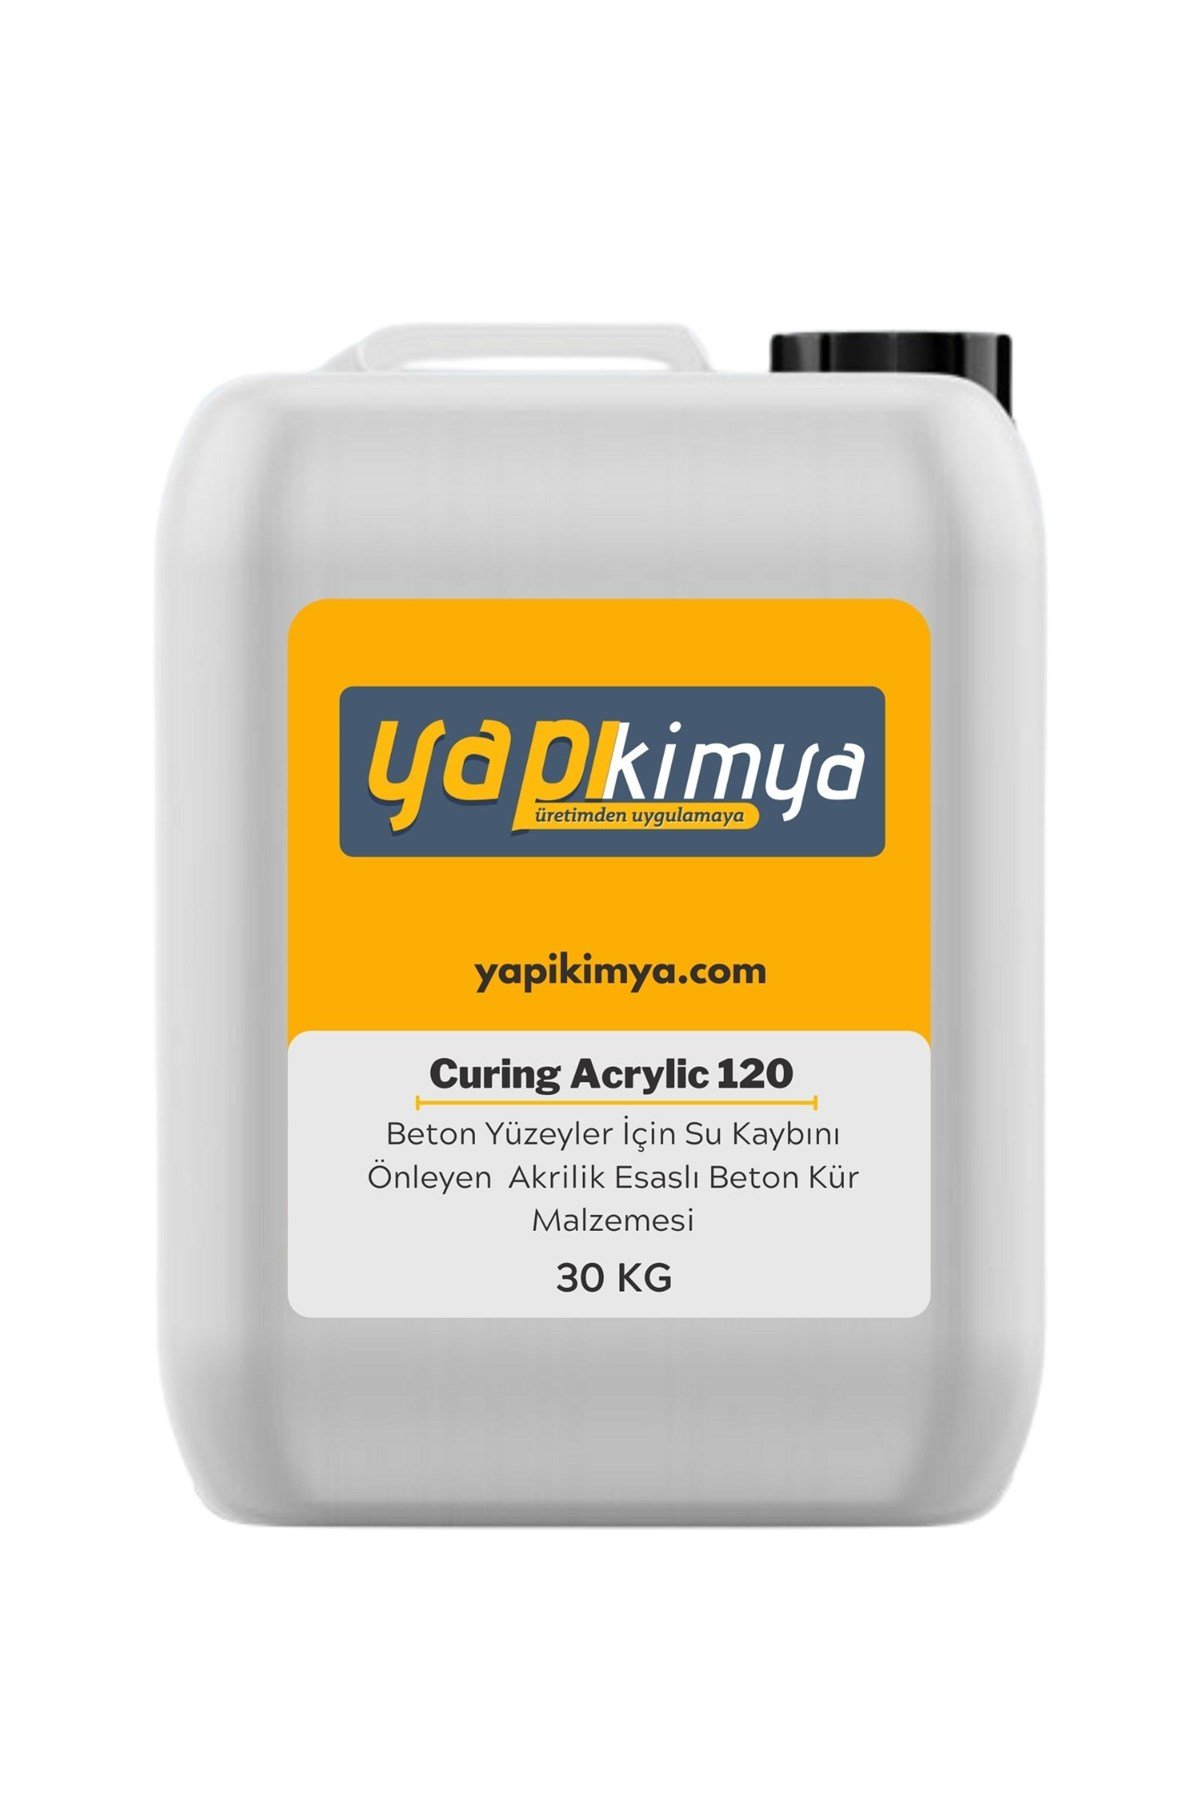 yapıkimya
üretimden uygulamaya
yapikimya.com
Curing Acrylic 120
Beton Yüzeyler İçin Su Kaybını
Önleyen Akrilik Esaslı Beton Kür
Malzemesi
30 KG